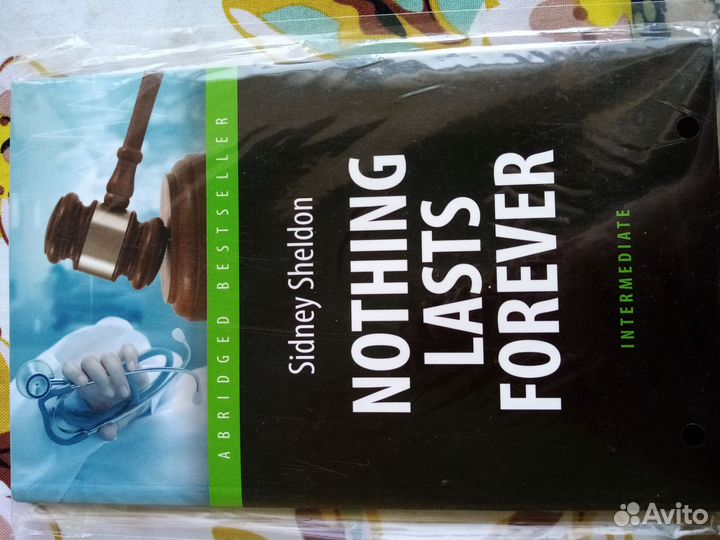 ABRIDGED BESTSELLER
Sidney Sheldon
NOTHING
LASTS
FOREVER
INTERMEDIATE
Avito